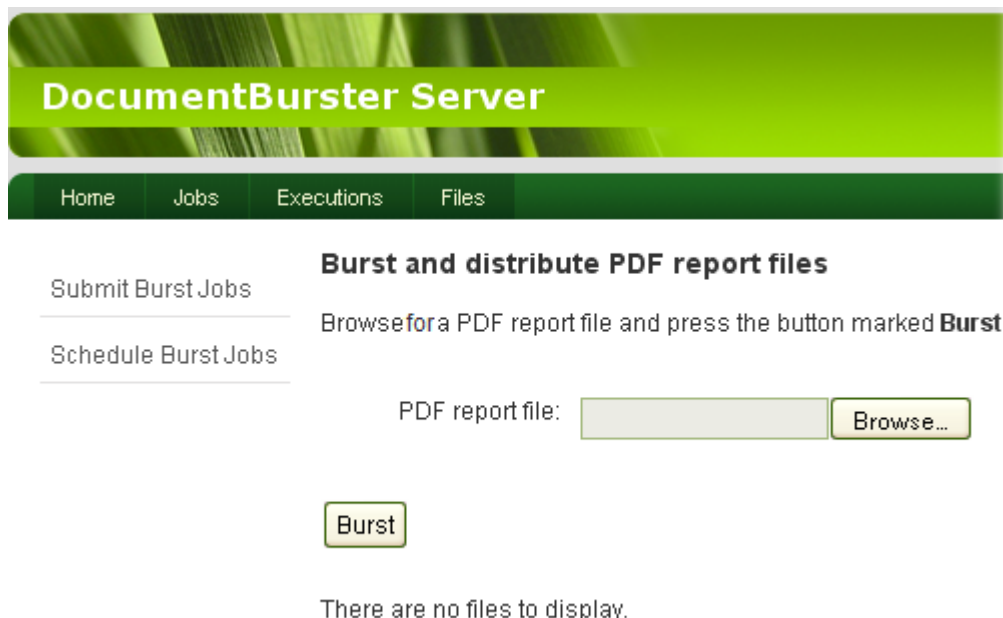 DocumentBurster Server
Home Jobs Executions Files
Submit Burst Jobs
Schedule Burst Jobs
Burst and distribute PDF report files
Browsefora PDF report file and press the button marked Burst
PDF report file: Browse...
Burst
There are no files to display.